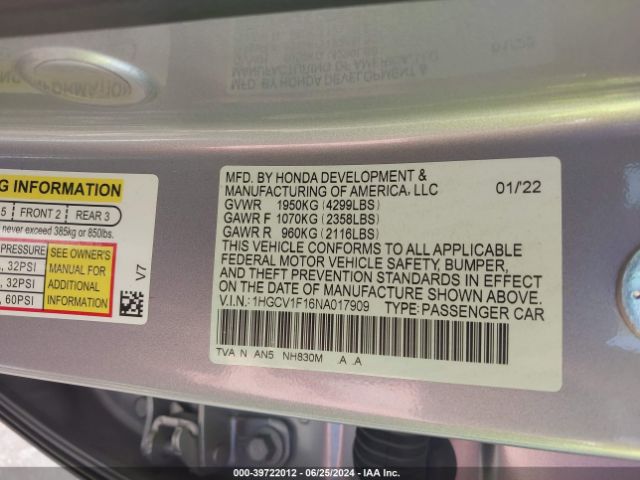 MFD. BY HONDA DEVELOPMENT &
MANUFACTURING OF AMERICA, LLC 01/22
GVWR 1950KG (4299LBS)
GAWR F 1070KG (2358LBS)
GAWR R 960KG (2116LBS)
THIS VEHICLE CONFORMS TO ALL APPLICABLE
FEDERAL MOTOR VEHICLE SAFETY, BUMPER,
AND THEFT PREVENTION STANDARDS IN EFFECT
ON THE DATE OF MANUFACTURE SHOWN ABOVE.
V.I.N.: 1HGCV1F16NA017909 TYPE: PASSENGER CAR
TVA N AN5 NH830M A A
G INFORMATION
5 FRONT 2 REAR 3
never exceed 385kg or 850lbs.
PRESSURE
32PSI
32PSI
60PSI
SEE OWNER'S
MANUAL FOR
ADDITIONAL
INFORMATION
V7
000-39722012 - 06/25/2024 - IAA Inc.